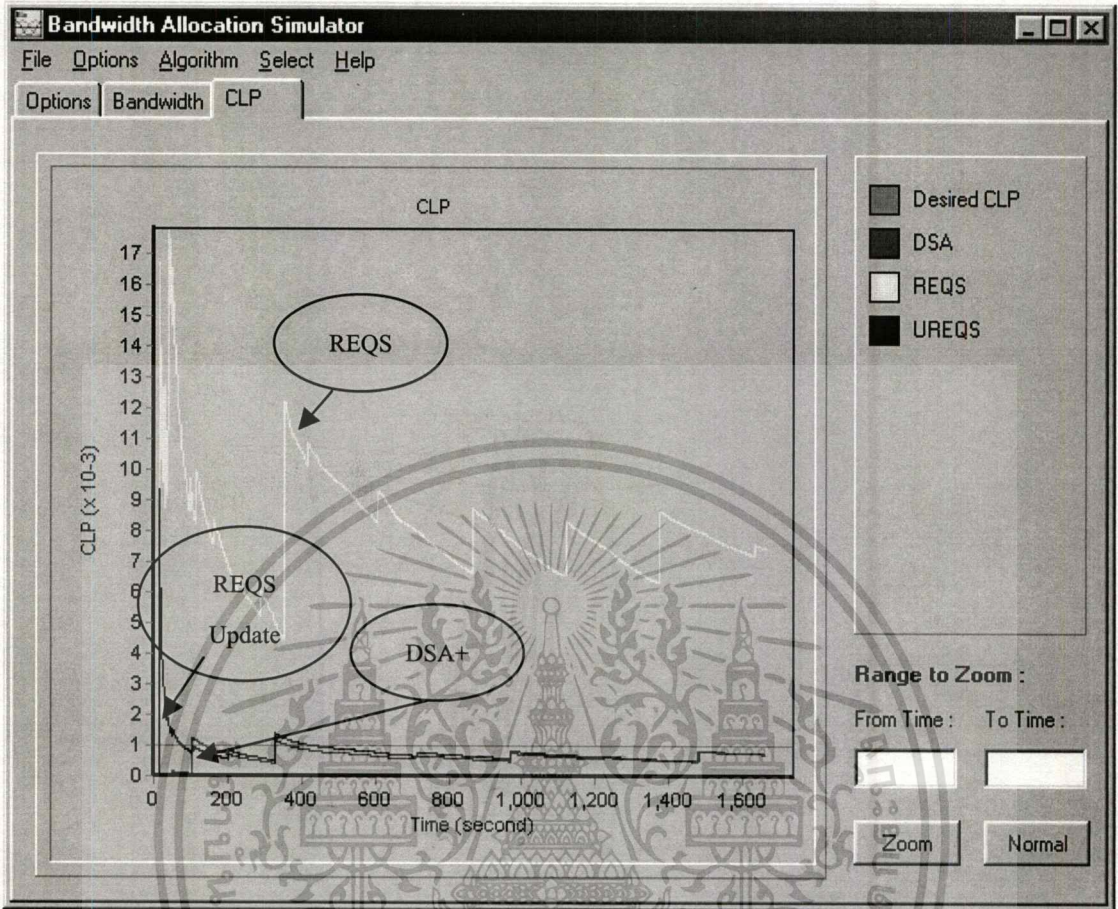 Bandwidth Allocation Simulator
File Options Algorithm Select Help
Options Bandwidth CLP
CLP
17
16
15
14
13
12
11
10
9
8
7
6
5
4
3
2
1
0
CLP (x 10-3)
0 200 400 600 800 1,000 1,200 1,400 1,600
Time (second)
REQS
REQS
Update
DSA+
Desired CLP
DSA
REQS
UREQS
Range to Zoom :
From Time : To Time :
Zoom Normal